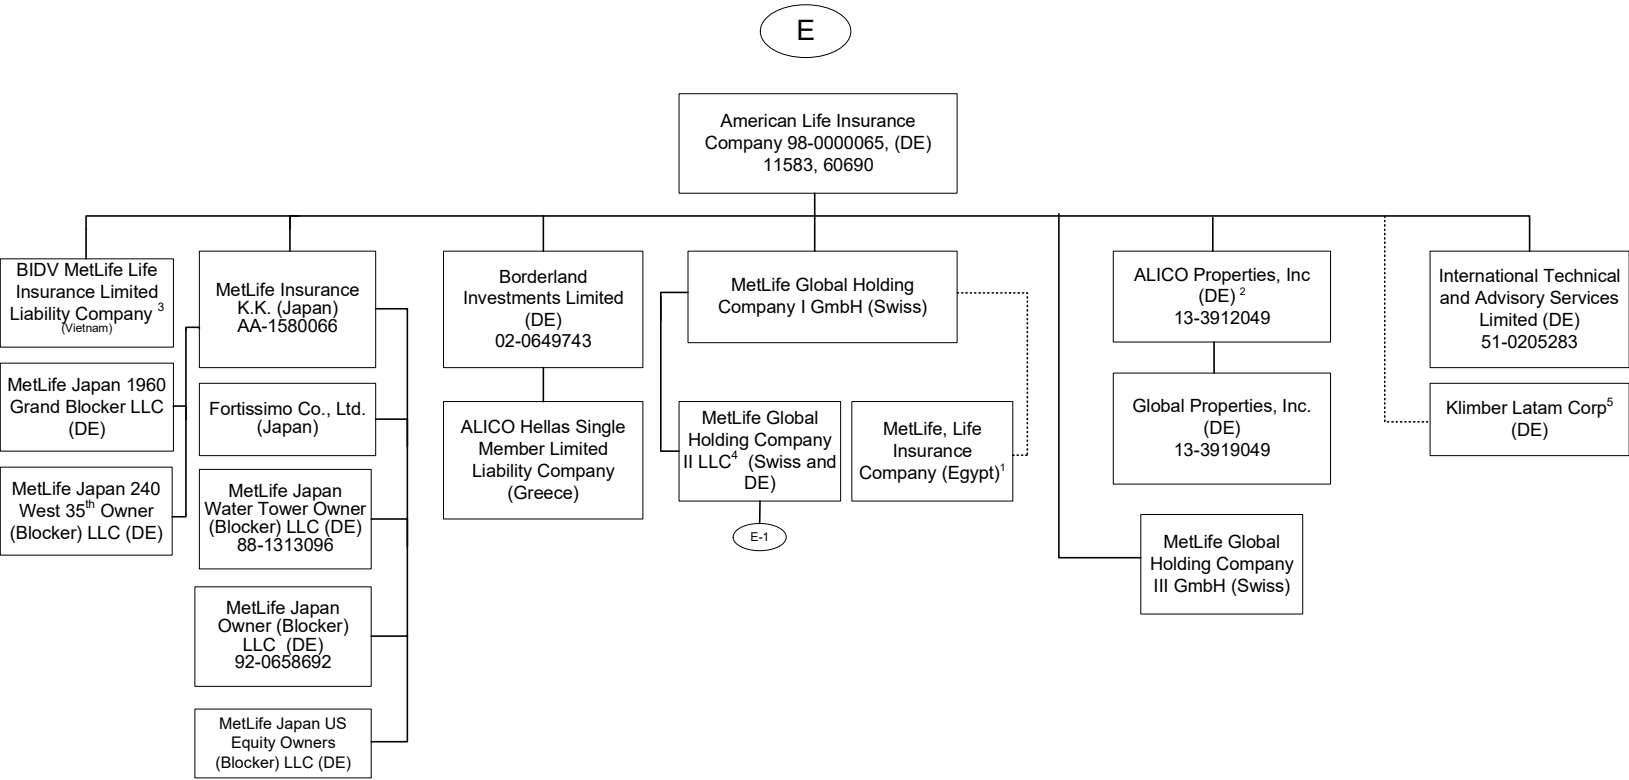 E
American Life Insurance
Company 98-0000065, (DE)
11583, 60690
BIDV MetLife Life
Insurance Limited
Liability Company ³
(Vietnam)
MetLife Japan 1960
Grand Blocker LLC
(DE)
MetLife Japan 240
West 35th Owner
(Blocker) LLC (DE)
MetLife Insurance
K.K. (Japan)
AA-1580066
Fortissimo Co., Ltd.
(Japan)
MetLife Japan
Water Tower Owner
(Blocker) LLC (DE)
88-1313096
MetLife Japan
Owner (Blocker)
LLC (DE)
92-0658692
MetLife Japan US
Equity Owners
(Blocker) LLC (DE)
Borderland
Investments Limited
(DE)
02-0649743
ALICO Hellas Single
Member Limited
Liability Company
(Greece)
MetLife Global Holding
Company I GmbH (Swiss)
MetLife Global
Holding Company
II LLC⁴ (Swiss and
DE)
E-1
MetLife, Life
Insurance
Company (Egypt)¹
ALICO Properties, Inc
(DE) ²
13-3912049
Global Properties, Inc.
(DE)
13-3919049
MetLife Global
Holding Company
III GmbH (Swiss)
International Technical
and Advisory Services
Limited (DE)
51-0205283
Klimber Latam Corp⁵
(DE)